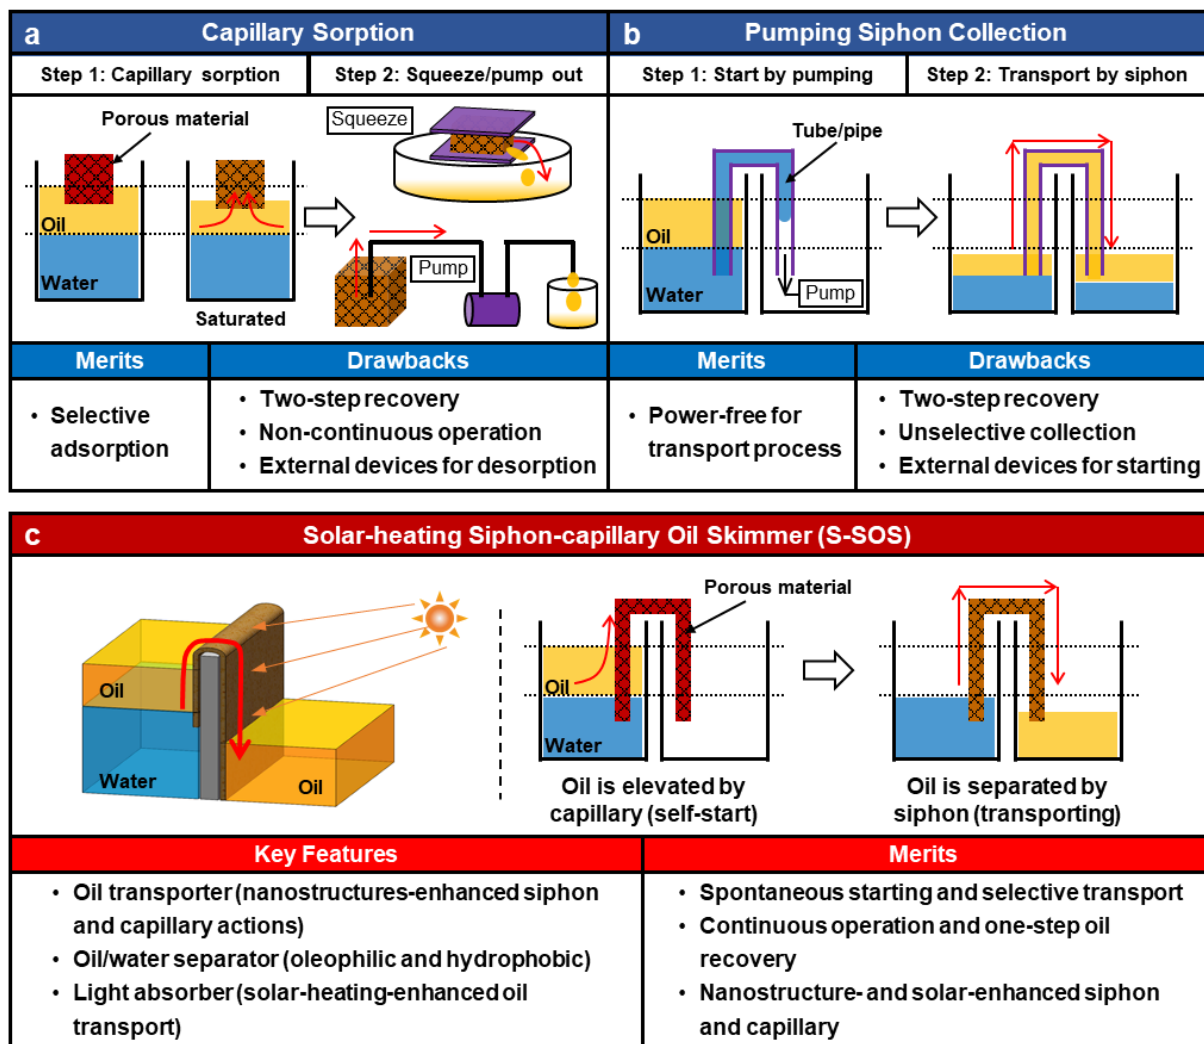 a
Capillary Sorption
Step 1: Capillary sorption
Step 2: Squeeze/pump out
Porous material
Squeeze
Oil
Water
Saturated
Pump
Merits
Drawbacks
• Selective
adsorption
• Two-step recovery
• Non-continuous operation
• External devices for desorption
b
Pumping Siphon Collection
Step 1: Start by pumping
Step 2: Transport by siphon
Tube/pipe
Oil
Water
Pump
Merits
Drawbacks
• Power-free for
transport process
• Two-step recovery
• Unselective collection
• External devices for starting
c
Solar-heating Siphon-capillary Oil Skimmer (S-SOS)
Oil
Water
Oil
Porous material
Oil
Water
Oil is elevated by
capillary (self-start)
Oil is separated by
siphon (transporting)
Key Features
Merits
• Oil transporter (nanostructures-enhanced siphon
and capillary actions)
• Oil/water separator (oleophilic and hydrophobic)
• Light absorber (solar-heating-enhanced oil
transport)
• Spontaneous starting and selective transport
• Continuous operation and one-step oil
recovery
• Nanostructure- and solar-enhanced siphon
and capillary